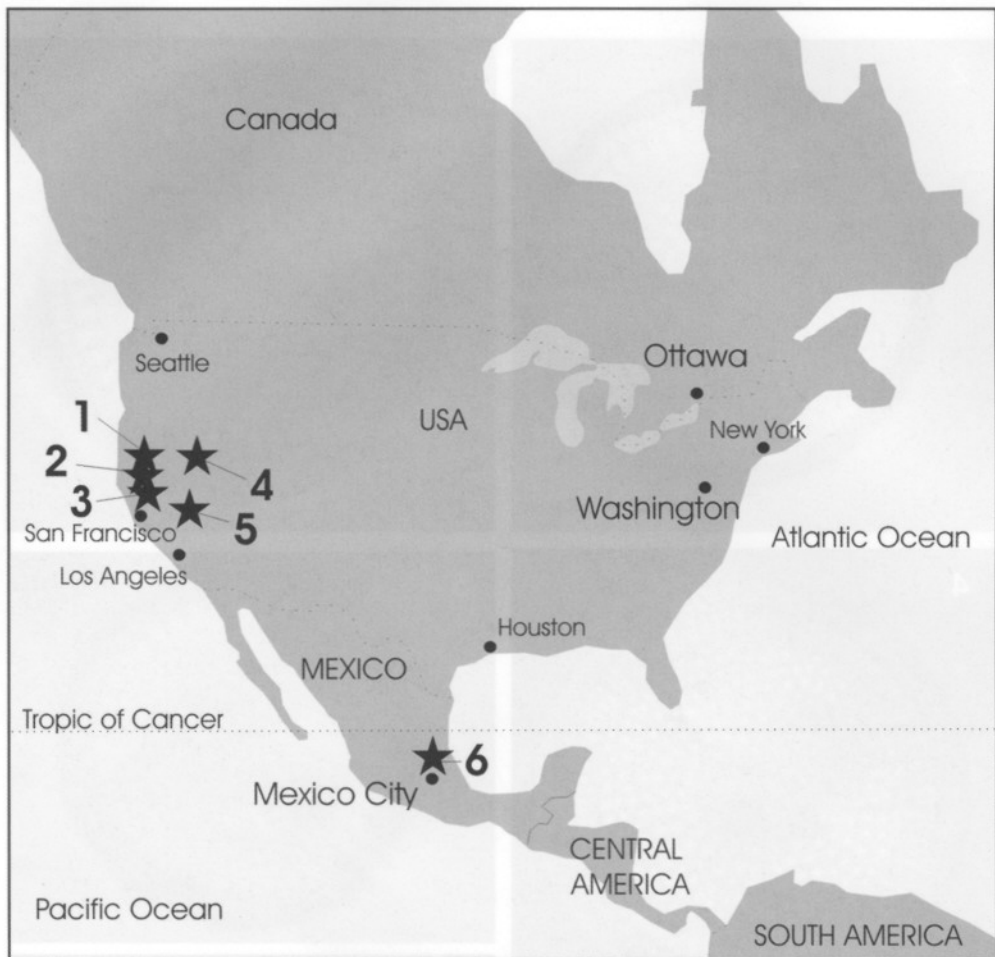 Canada
Seattle
Ottawa
USA
1
New York
2
4
3
Washington
San Francisco
5
Atlantic Ocean
Los Angeles
Houston
MEXICO
Tropic of Cancer
6
Mexico City
CENTRAL
AMERICA
Pacific Ocean
SOUTH AMERICA